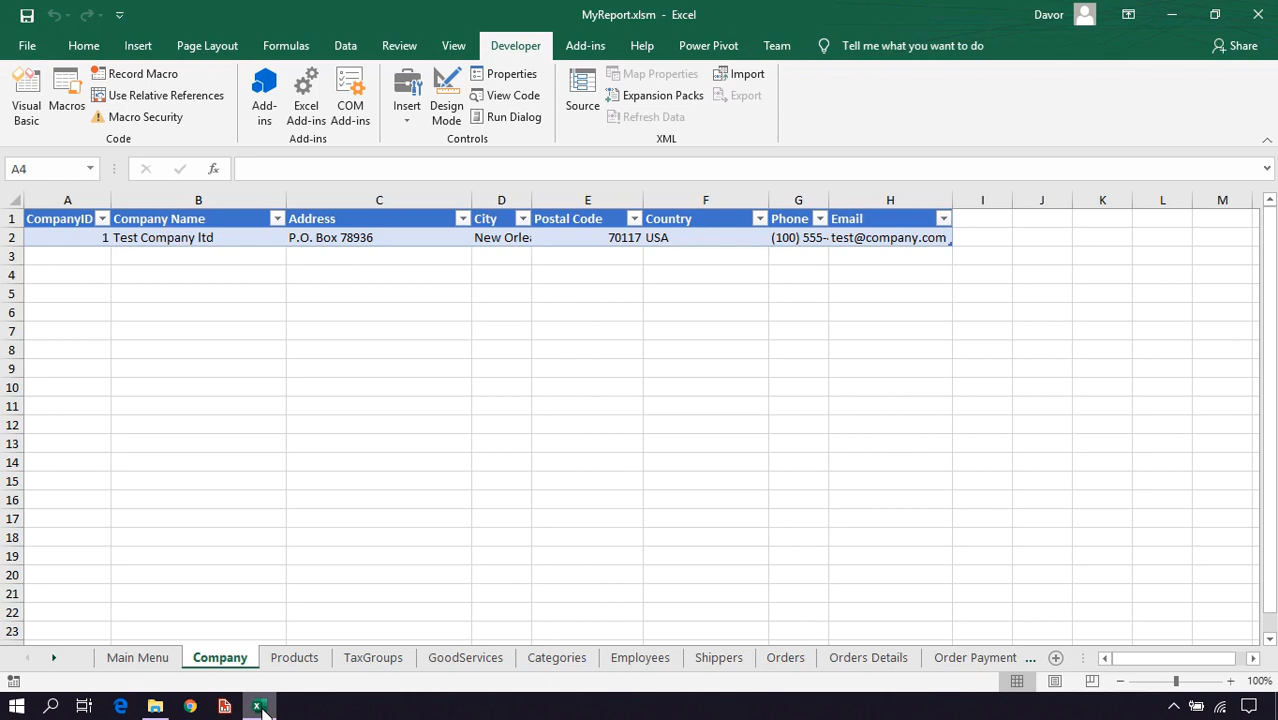 MyReport.xlsm - Excel
Davor
File Home Insert Page Layout Formulas Data Review View Developer Add-ins Help Power Pivot Team Tell me what you want to do Share
Visual Basic
Macros
Record Macro
Use Relative References
Macro Security
Code
Add-ins
Excel Add-ins
COM Add-ins
Add-ins
Insert
Design Mode
Properties
View Code
Run Dialog
Controls
Source
Map Properties
Expansion Packs
Refresh Data
Import
Export
XML
A4
fx
A B C D E F G H I J K L M
1 CompanyID Company Name Address City Postal Code Country Phone Email
2 1 Test Company ltd P.O. Box 78936 New Orlea 70117 USA (100) 555- test@company.com
3
4
5
6
7
8
9
10
11
12
13
14
15
16
17
18
19
20
21
22
23
Main Menu Company Products TaxGroups GoodServices Categories Employees Shippers Orders Orders Details Order Payment ...
100%